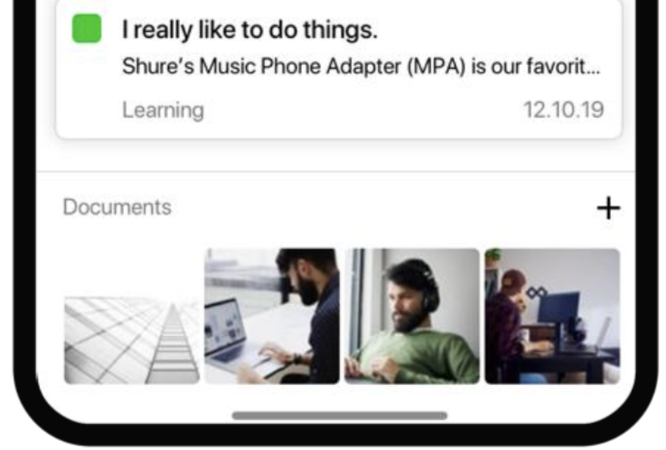 I really like to do things.
Shure's Music Phone Adapter (MPA) is our favorit...
Learning 12.10.19
Documents